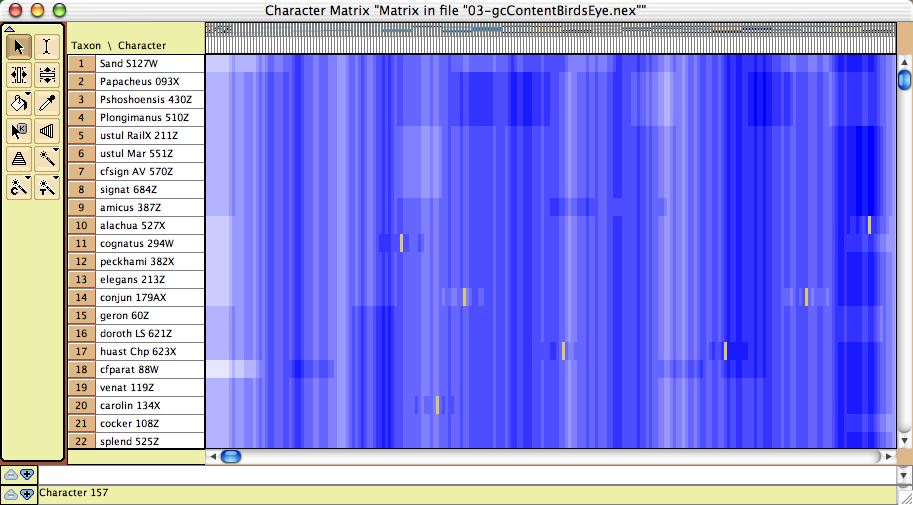 Character Matrix "Matrix in file "03-gcContentBirdsEye.nex""
Taxon \ Character
1 Sand S127W
2 Papacheus 093X
3 Pshoshoensis 430Z
4 Plongimanus 510Z
5 ustul RailX 211Z
6 ustul Mar 551Z
7 cfsign AV 570Z
8 signat 684Z
9 amicus 387Z
10 alachua 527X
11 cognatus 294W
12 peckhami 382X
13 elegans 213Z
14 conjun 179AX
15 geron 60Z
16 doroth LS 621Z
17 huast Chp 623X
18 cfparat 88W
19 venat 119Z
20 carolin 134X
21 cocker 108Z
22 splend 525Z
Character 157